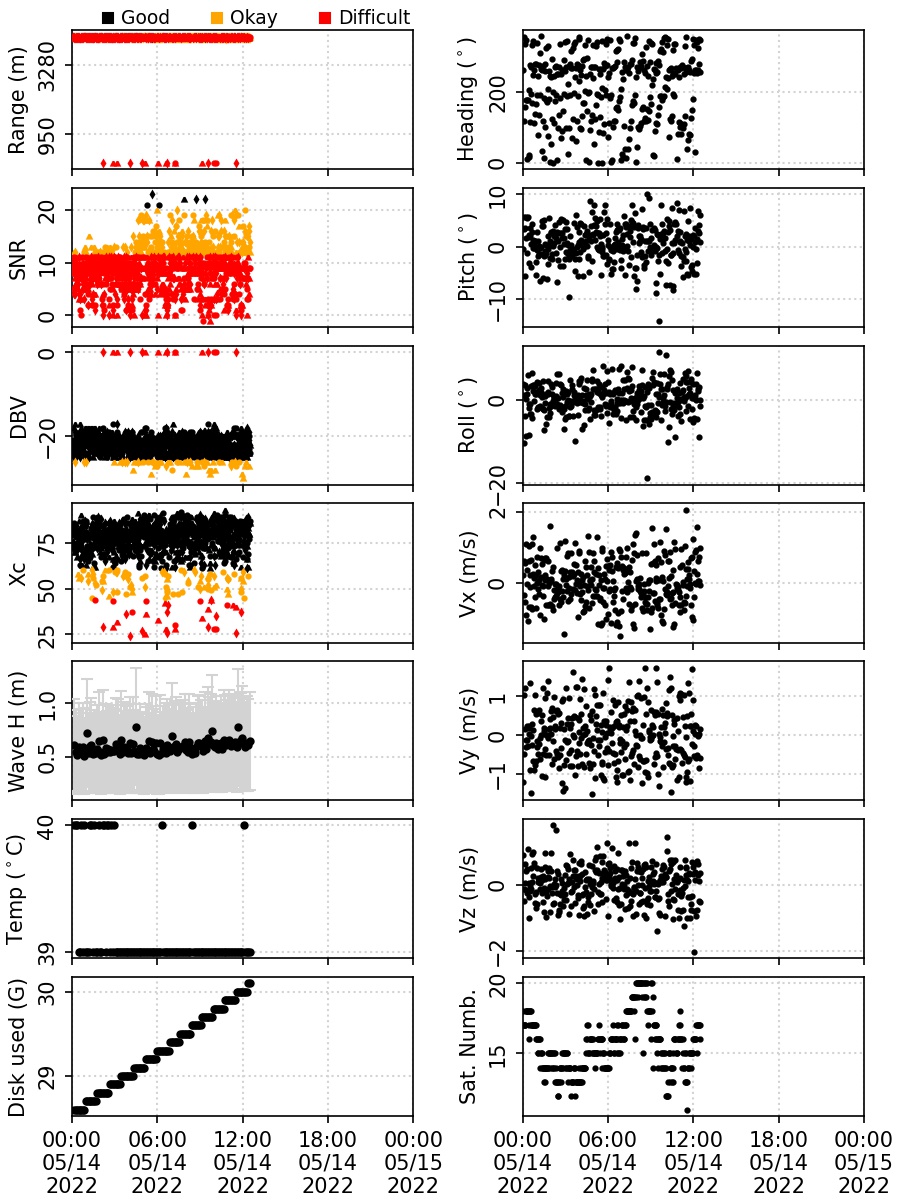 Good Okay Difficult
Range (m)
3280
950
Heading (°)
200
0
SNR
20
10
0
Pitch (°)
10
0
−10
DBV
0
−20
Roll (°)
0
−20
Xc
75
50
25
Vx (m/s)
2
0
Wave H (m)
1.0
0.5
Vy (m/s)
1
0
−1
Temp (°C)
40
39
Vz (m/s)
0
−2
Disk used (G)
30
29
Sat. Numb.
20
15
00:00 06:00 12:00 18:00 00:00
05/14 05/14 05/14 05/14 05/15
2022 2022 2022 2022 2022
00:00 06:00 12:00 18:00 00:00
05/14 05/14 05/14 05/14 05/15
2022 2022 2022 2022 2022